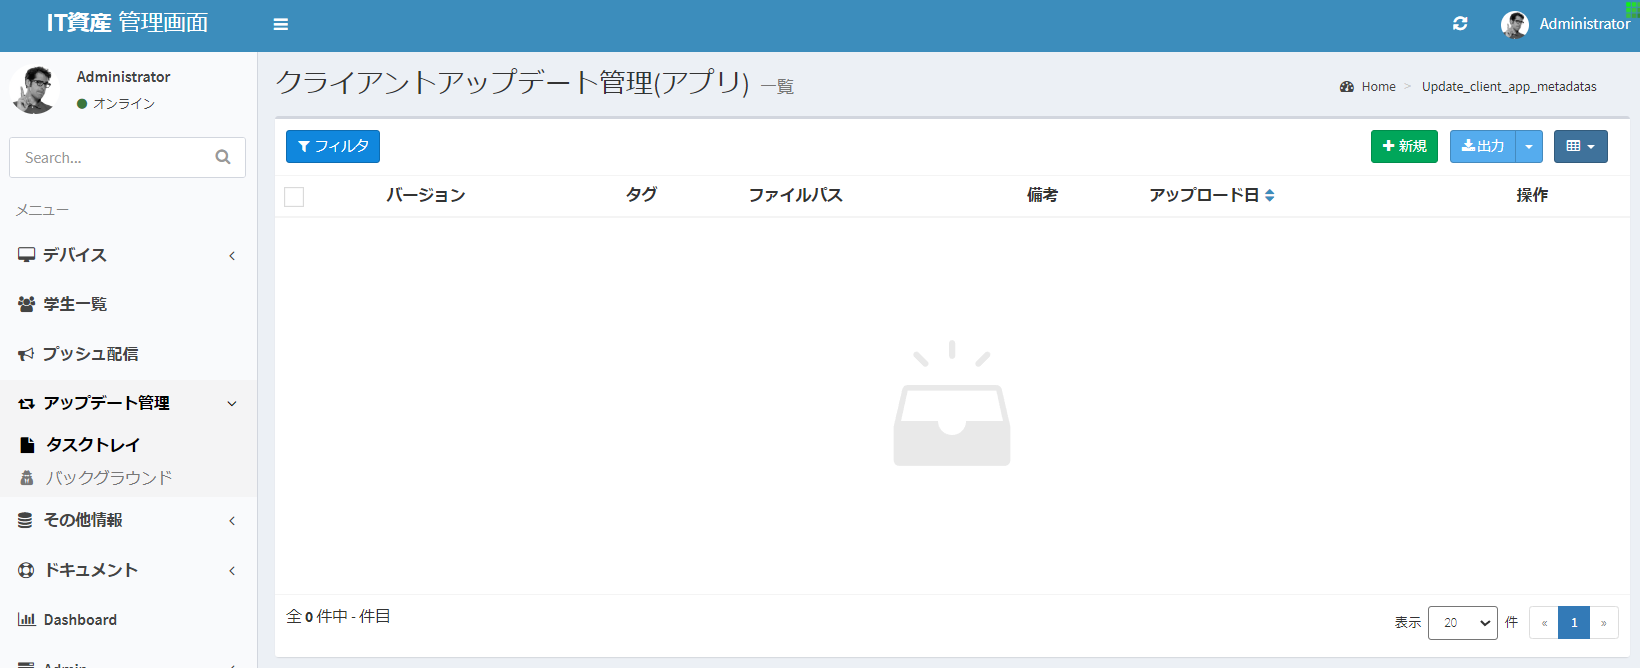 IT資産 管理画面
Administrator
Administrator
オンライン
Search...
メニュー
デバイス
学生一覧
プッシュ配信
アップデート管理
タスクトレイ
バックグラウンド
その他情報
ドキュメント
Dashboard
Admin
クライアントアップデート管理(アプリ) 一覧
Home > Update_client_app_metadatas
フィルタ
新規
出力
バージョン タグ ファイルパス 備考 アップロード日 操作
全 0 件中 - 件目
表示 20 件 « 1 »